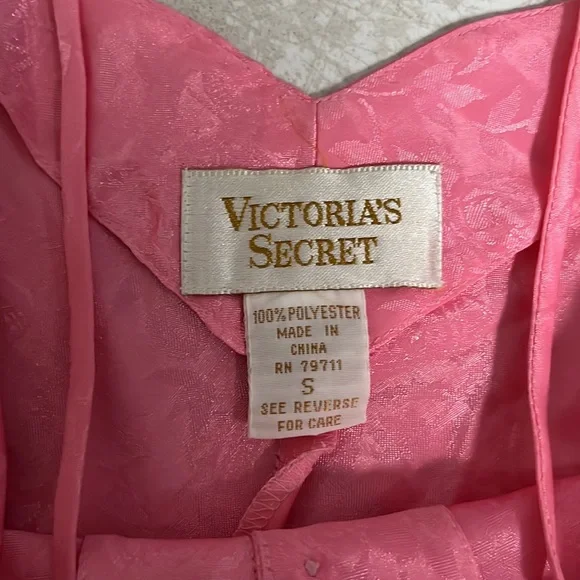 VICTORIA'S
SECRET
100% POLYESTER
MADE IN
CHINA
RN 79711
S
SEE REVERSE
FOR CARE